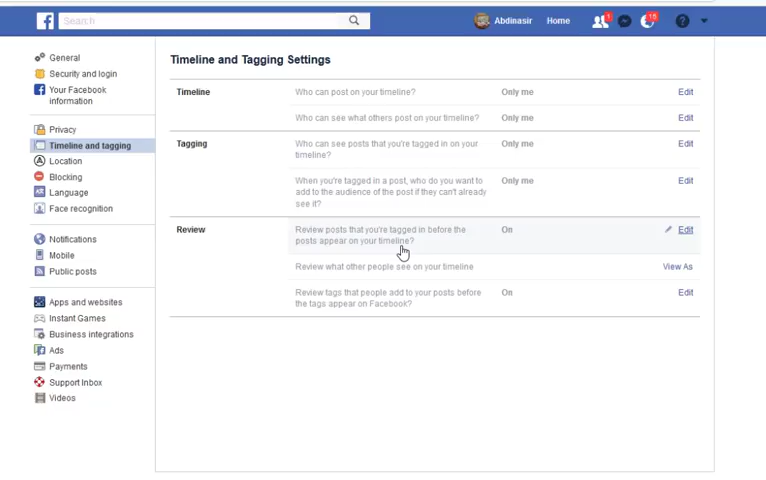 f
Search
Abdinasir Home 1 15 ?
General
Security and login
Your Facebook
information
Privacy
Timeline and tagging
Location
Blocking
Language
Face recognition
Notifications
Mobile
Public posts
Apps and websites
Instant Games
Business integrations
Ads
Payments
Support Inbox
Videos
Timeline and Tagging Settings
Timeline Who can post on your timeline? Only me Edit
Who can see what others post on your timeline? Only me Edit
Tagging Who can see posts that you're tagged in on your Only me Edit
timeline?
When you're tagged in a post, who do you want to Only me Edit
add to the audience of the post if they can't already
see it?
Review Review posts that you're tagged in before the On Edit
posts appear on your timeline?
Review what other people see on your timeline View As
Review tags that people add to your posts before On Edit
the tags appear on Facebook?